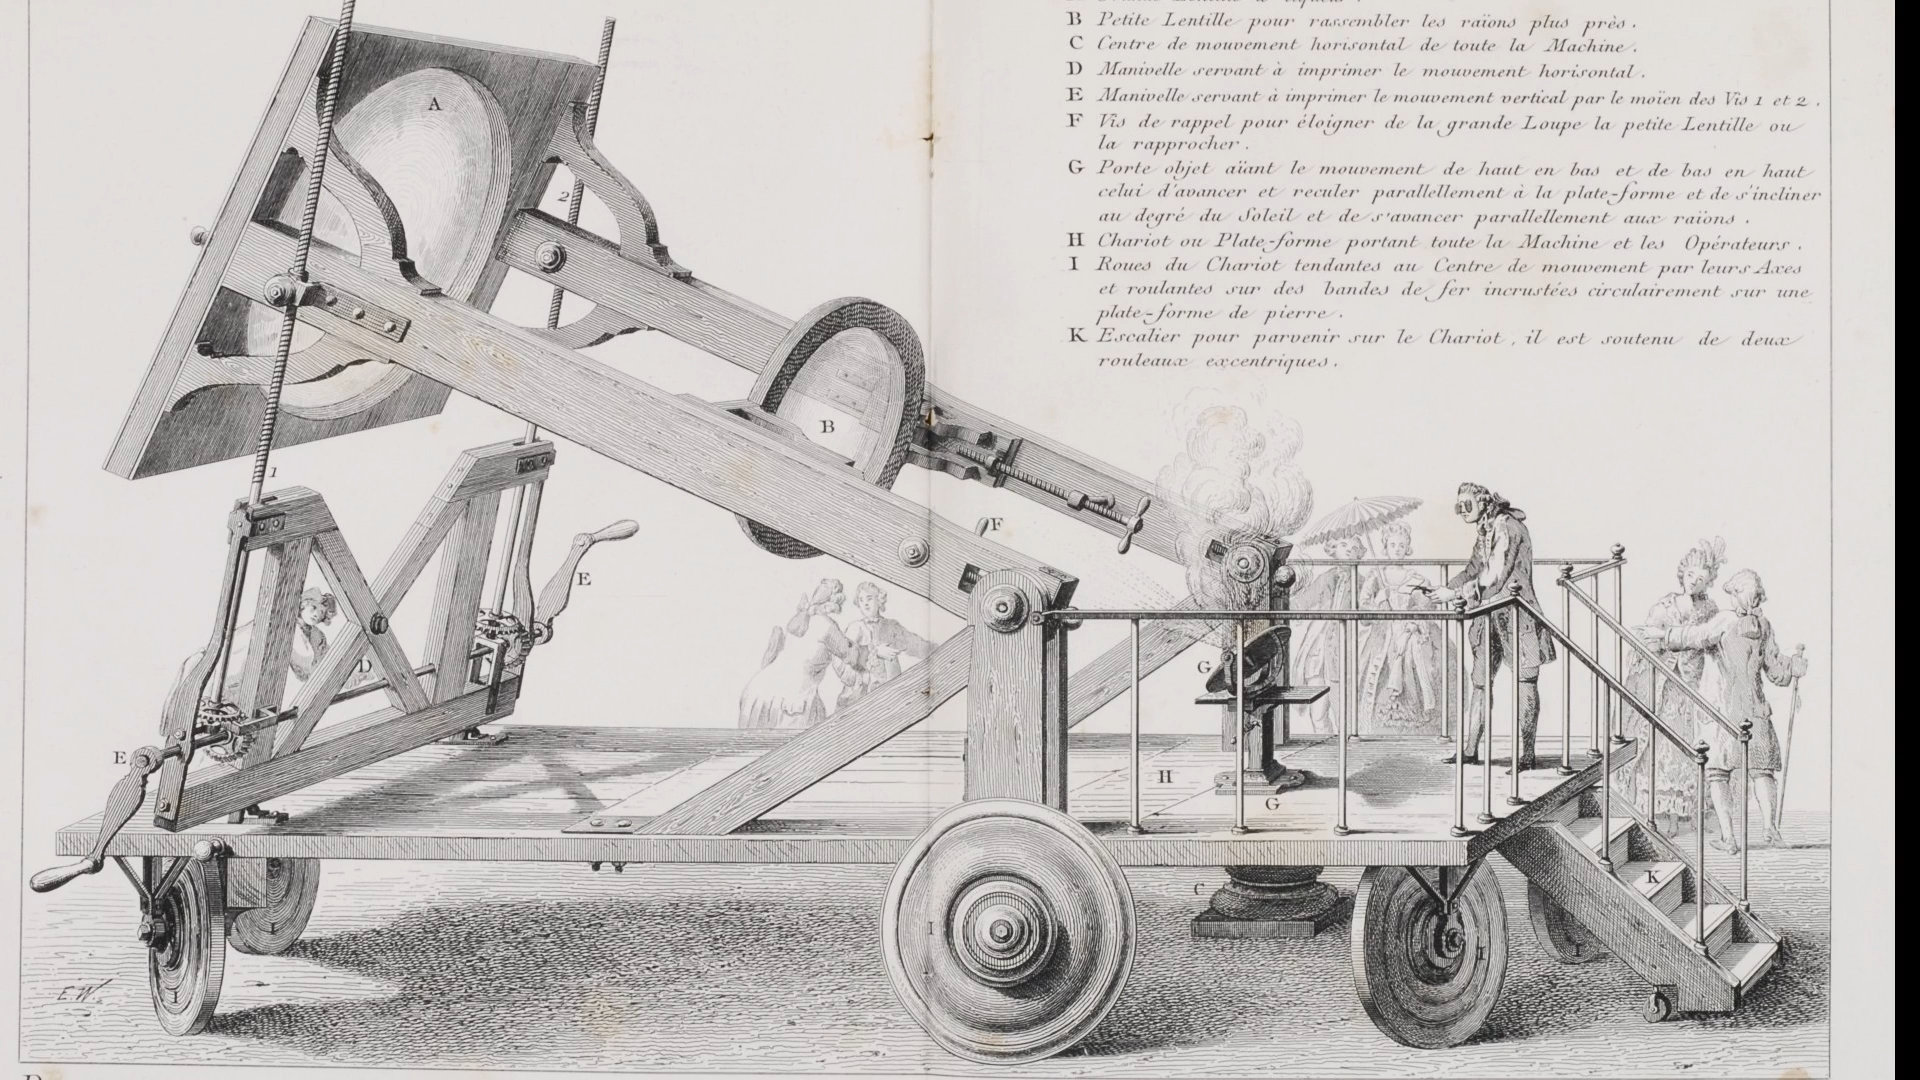 B Petite Lentille pour rassembler les raïons plus près.
C Centre de mouvement horisontal de toute la Machine.
D Manivelle servant à imprimer le mouvement horisontal.
E Manivelle servant à imprimer le mouvement vertical par le moïen des Vis 1 et 2.
F Vis de rappel pour éloigner de la grande Loupe la petite Lentille ou
la rapprocher.
G Porte objet aïant le mouvement de haut en bas et de bas en haut
celui d'avancer et reculer parallellement à la plate-forme et de s'incliner
au degré du Soleil et de s'avancer parallellement aux raïons.
H Chariot ou Plate-forme portant toute la Machine et les Opérateurs.
I Roues du Chariot tendantes au Centre de mouvement par leurs Axes
et roulantes sur des bandes de fer incrustées circulairement sur une
plate-forme de pierre.
K Escalier pour parvenir sur le Chariot, il est soutenu de deux
rouleaux excentriques.
A
2
B
1
F
E
D
G
E
H
G
C
K
I
I
I
I
I
E.W.